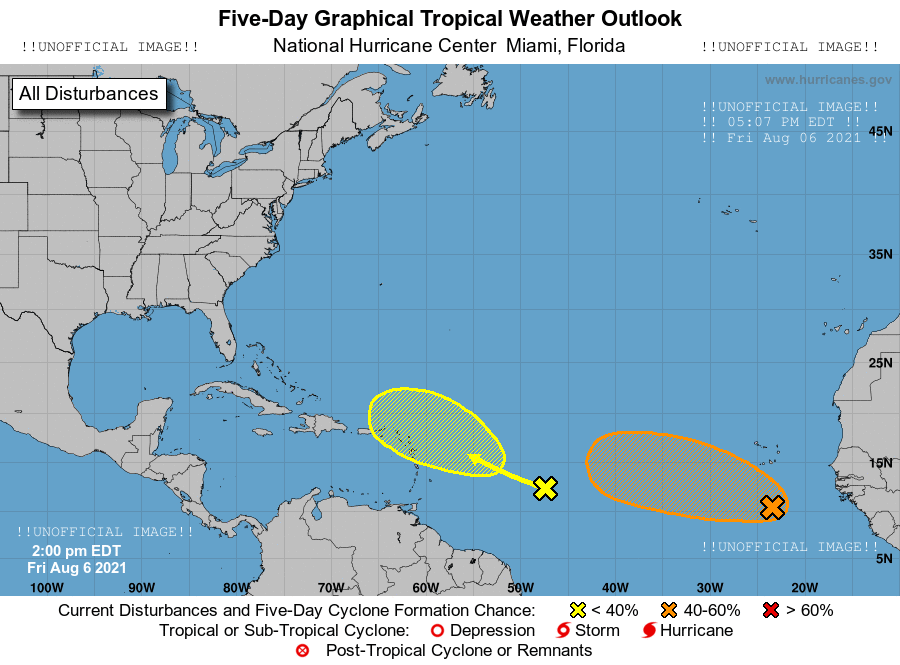 Five-Day Graphical Tropical Weather Outlook
!!UNOFFICIAL IMAGE!! National Hurricane Center Miami, Florida !!UNOFFICIAL IMAGE!!
www.hurricanes.gov
All Disturbances
!!UNOFFICIAL IMAGE!!
!! 05:07 PM EDT !!
!! Fri Aug 06 2021 !!
45N
35N
25N
15N
!!UNOFFICIAL IMAGE!!
2:00 pm EDT
Fri Aug 6 2021
!!UNOFFICIAL IMAGE!!
5N
100W 90W 80W 70W 60W 50W 40W 30W 20W
Current Disturbances and Five-Day Cyclone Formation Chance: < 40% 40-60% > 60%
Tropical or Sub-Tropical Cyclone: Depression Storm Hurricane
Post-Tropical Cyclone or Remnants